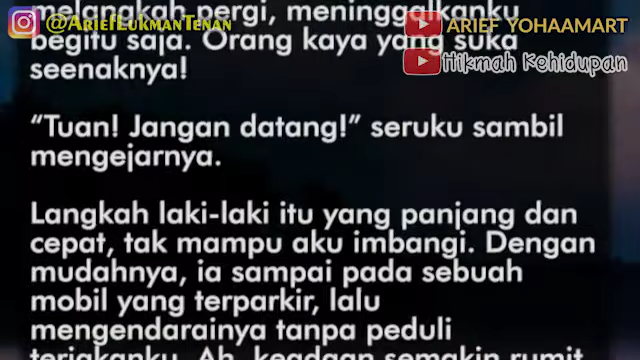 melangkah pergi, meninggalkanku
@AriefLukmanTenan
ARIEF YOHAAMART
begitu saja. Orang kaya yang suka
Hikmah Kehidupan
seenaknya!
“Tuan! Jangan datang!” seruku sambil
mengejarnya.
Langkah laki-laki itu yang panjang dan
cepat, tak mampu aku imbangi. Dengan
mudahnya, ia sampai pada sebuah
mobil yang terparkir, lalu
mengendarainya tanpa peduli
teriakanku. Ah, keadaan semakin rumit